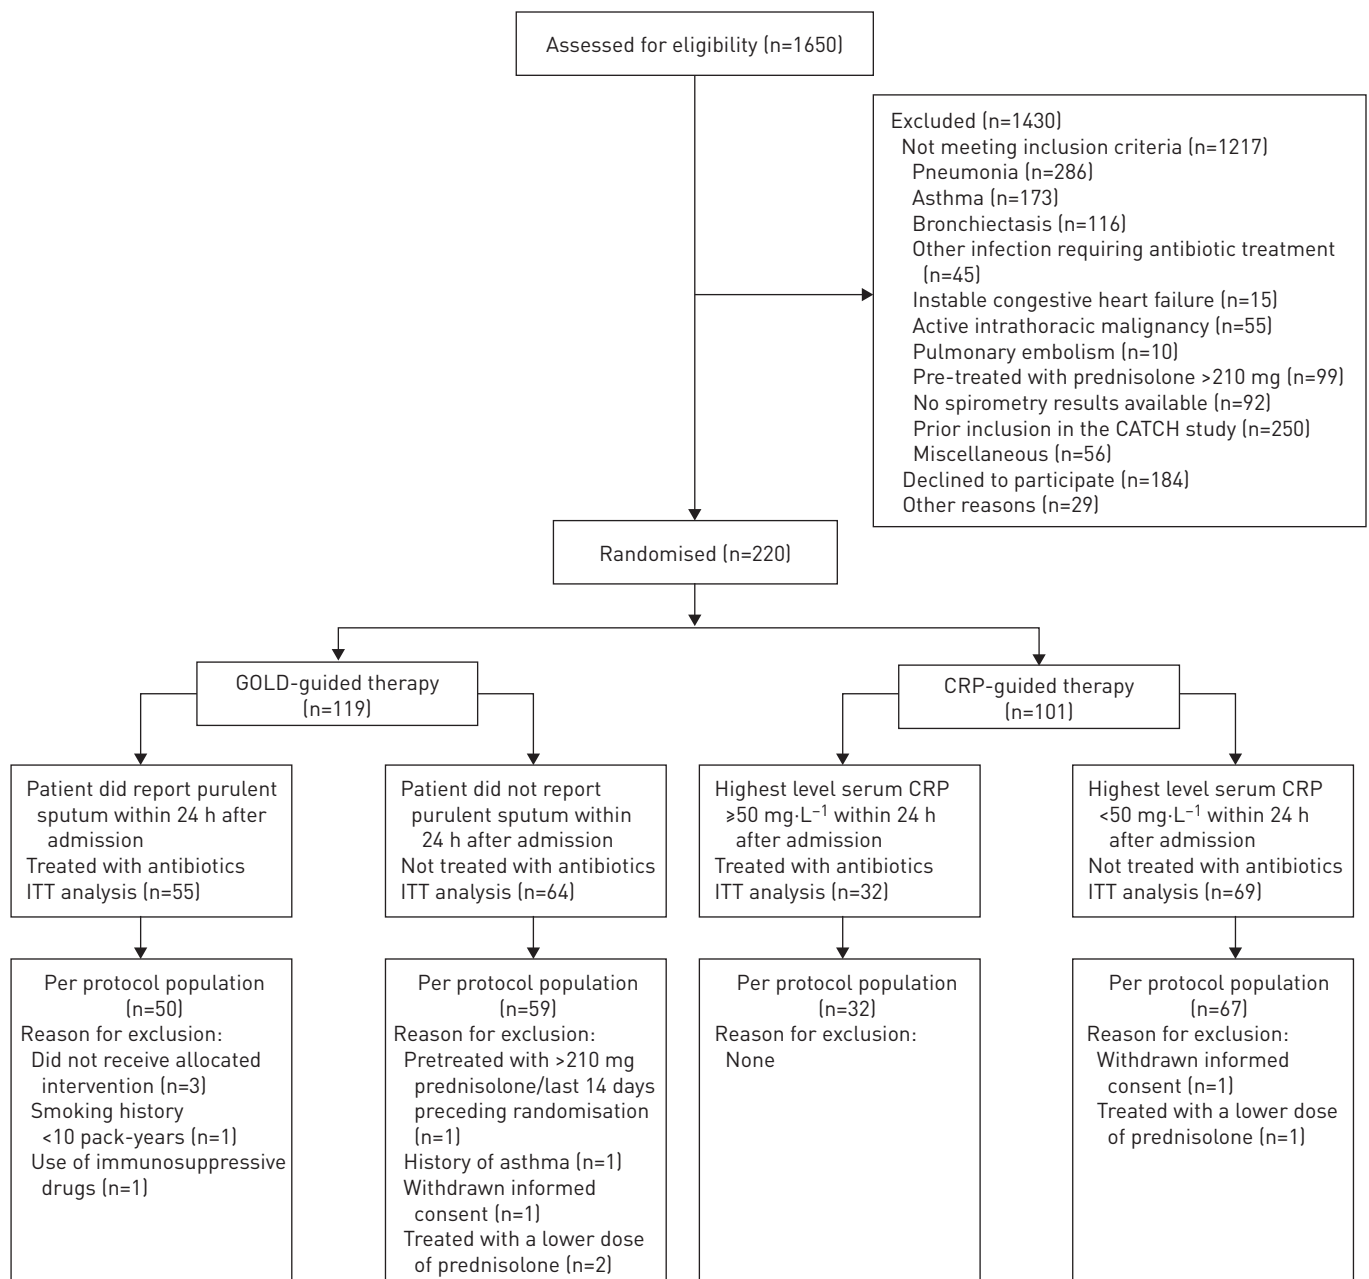 Assessed for eligibility (n=1650)
Excluded (n=1430)
Not meeting inclusion criteria (n=1217)
Pneumonia (n=286)
Asthma (n=173)
Bronchiectasis (n=116)
Other infection requiring antibiotic treatment
(n=45)
Instable congestive heart failure (n=15)
Active intrathoracic malignancy (n=55)
Pulmonary embolism (n=10)
Pre-treated with prednisolone >210 mg (n=99)
No spirometry results available (n=92)
Prior inclusion in the CATCH study (n=250)
Miscellaneous (n=56)
Declined to participate (n=184)
Other reasons (n=29)
Randomised (n=220)
GOLD-guided therapy
(n=119)
CRP-guided therapy
(n=101)
Patient did report purulent
sputum within 24 h after
admission
Treated with antibiotics
ITT analysis (n=55)
Patient did not report
purulent sputum within
24 h after admission
Not treated with antibiotics
ITT analysis (n=64)
Highest level serum CRP
≥50 mg·L⁻¹ within 24 h
after admission
Treated with antibiotics
ITT analysis (n=32)
Highest level serum CRP
<50 mg·L⁻¹ within 24 h
after admission
Not treated with antibiotics
ITT analysis (n=69)
Per protocol population
(n=50)
Reason for exclusion:
Did not receive allocated
intervention (n=3)
Smoking history
<10 pack-years (n=1)
Use of immunosuppressive
drugs (n=1)
Per protocol population
(n=59)
Reason for exclusion:
Pretreated with >210 mg
prednisolone/last 14 days
preceding randomisation
(n=1)
History of asthma (n=1)
Withdrawn informed
consent (n=1)
Treated with a lower dose
of prednisolone (n=2)
Per protocol population
(n=32)
Reason for exclusion:
None
Per protocol population
(n=67)
Reason for exclusion:
Withdrawn informed
consent (n=1)
Treated with a lower dose
of prednisolone (n=1)